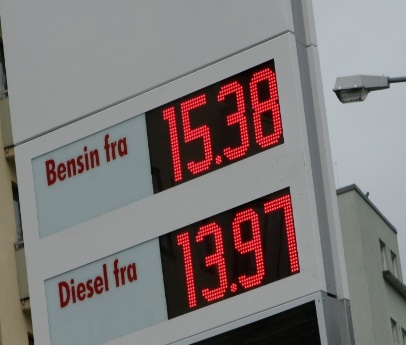 Bensin fra 15.38
Diesel fra 13.97